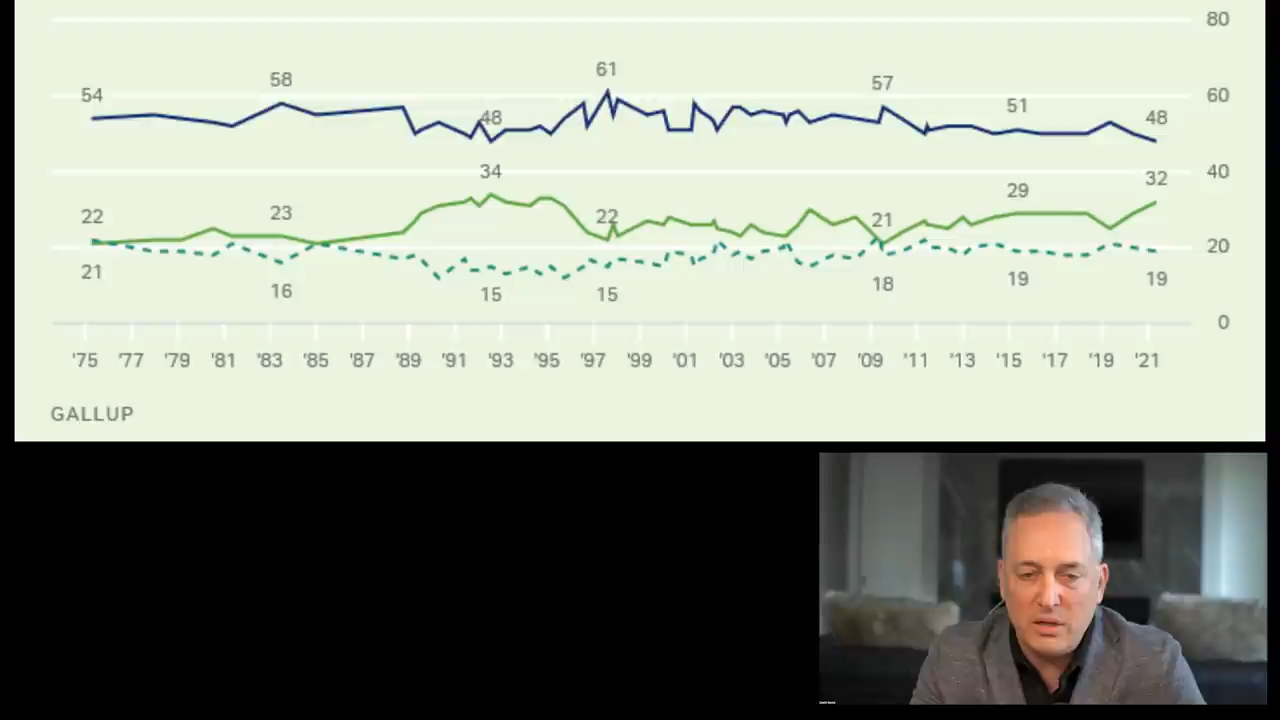 80
54 58 61 57 51 48 60
48
34 29 32 40
22 23 22 21 20
21 16 15 15 18 19 19
0
'75 '77 '79 '81 '83 '85 '87 '89 '91 '93 '95 '97 '99 '01 '03 '05 '07 '09 '11 '13 '15 '17 '19 '21
GALLUP